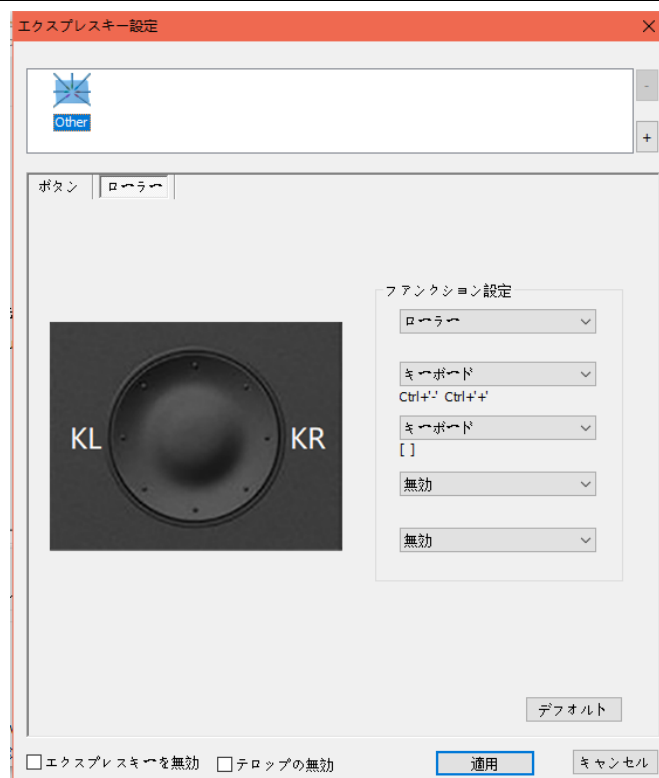 エクスプレスキー設定
Other
-
+
ボタン
ローラー
ファンクション設定
ローラー
キーボード
Ctrl+'-' Ctrl+'+'
キーボード
[ ]
無効
無効
KL
KR
デフォルト
エクスプレスキーを無効
テロップの無効
適用
キャンセル